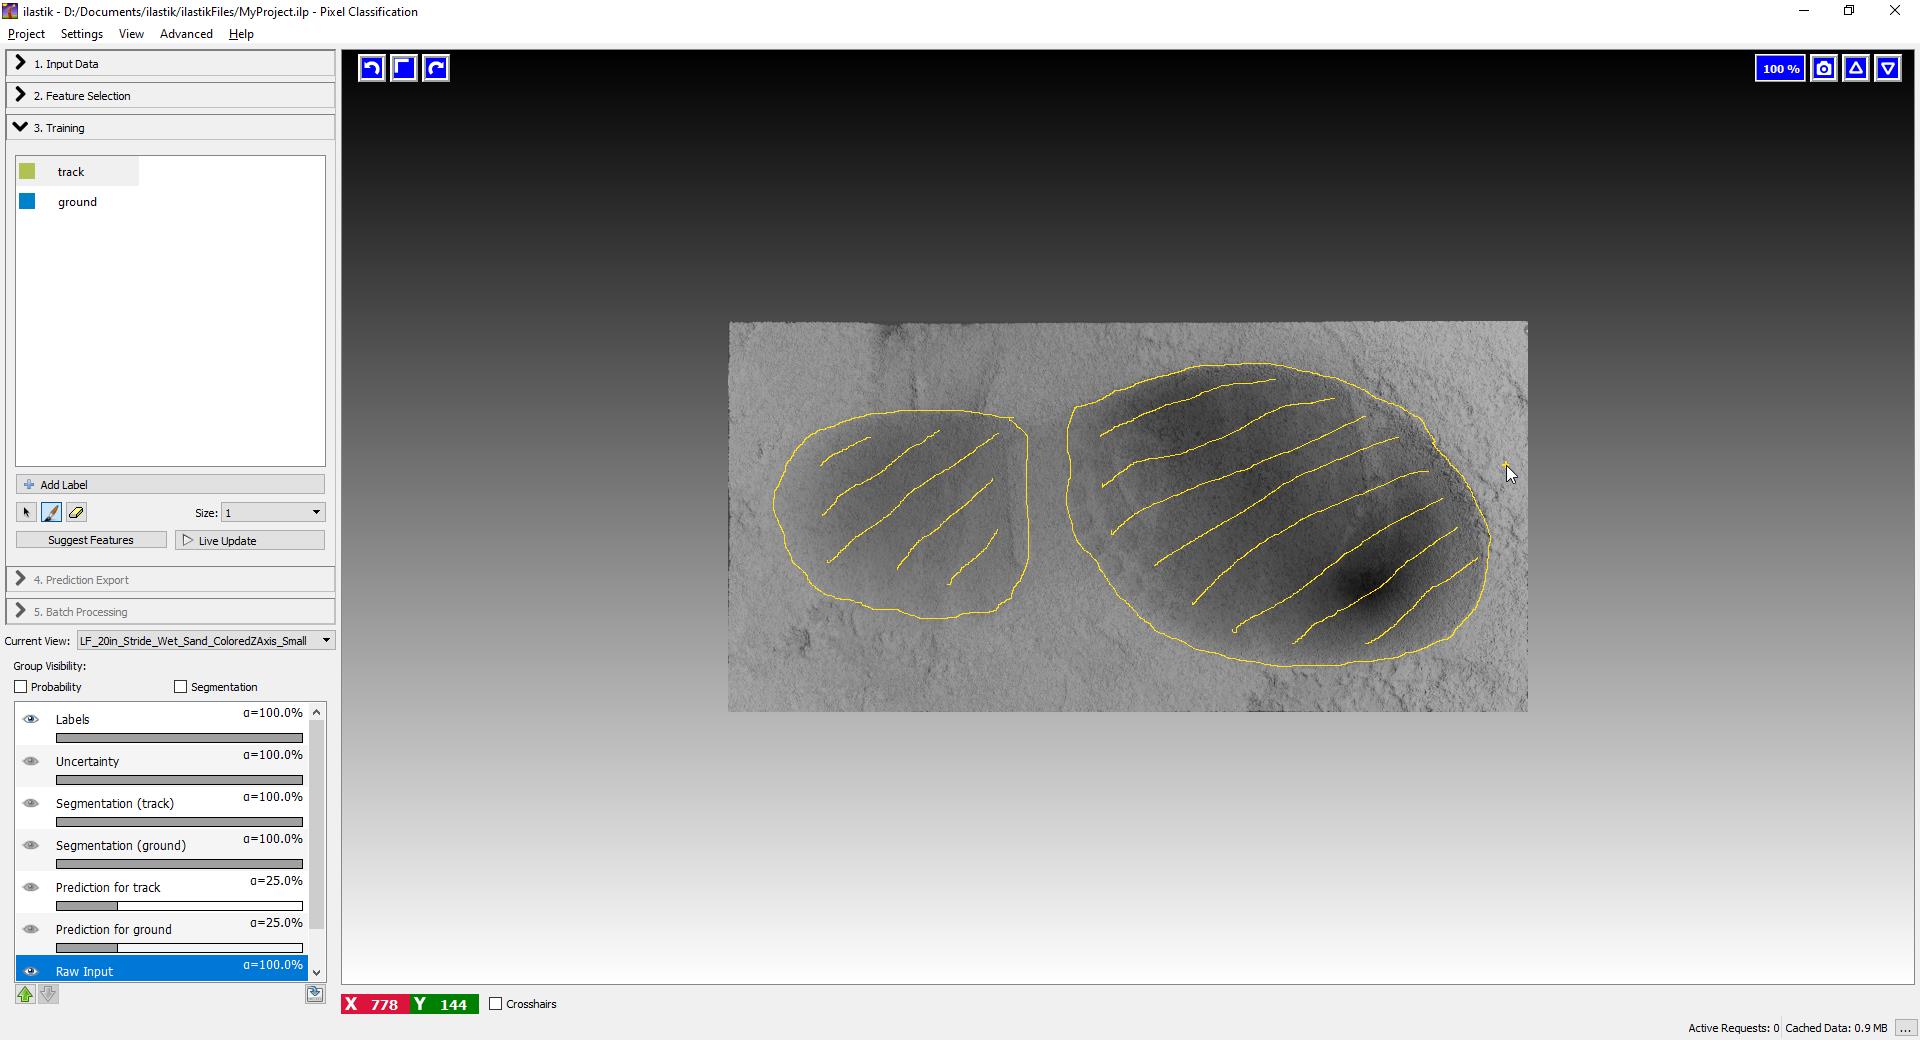 ilastik - D:/Documents/ilastik/ilastikFiles/MyProject.ilp - Pixel Classification
Project Settings View Advanced Help
1. Input Data
2. Feature Selection
3. Training
track
ground
Add Label
Size: 1
Suggest Features
Live Update
4. Prediction Export
5. Batch Processing
Current View: LF_20in_Stride_Wet_Sand_ColoredZAxis_Small
Group Visibility:
Probability
Segmentation
Labels α=100.0%
Uncertainty α=100.0%
Segmentation (track) α=100.0%
Segmentation (ground) α=100.0%
Prediction for track α=25.0%
Prediction for ground α=25.0%
Raw Input α=100.0%
100 %
X 778 Y 144 Crosshairs
Active Requests: 0 Cached Data: 0.9 MB ...